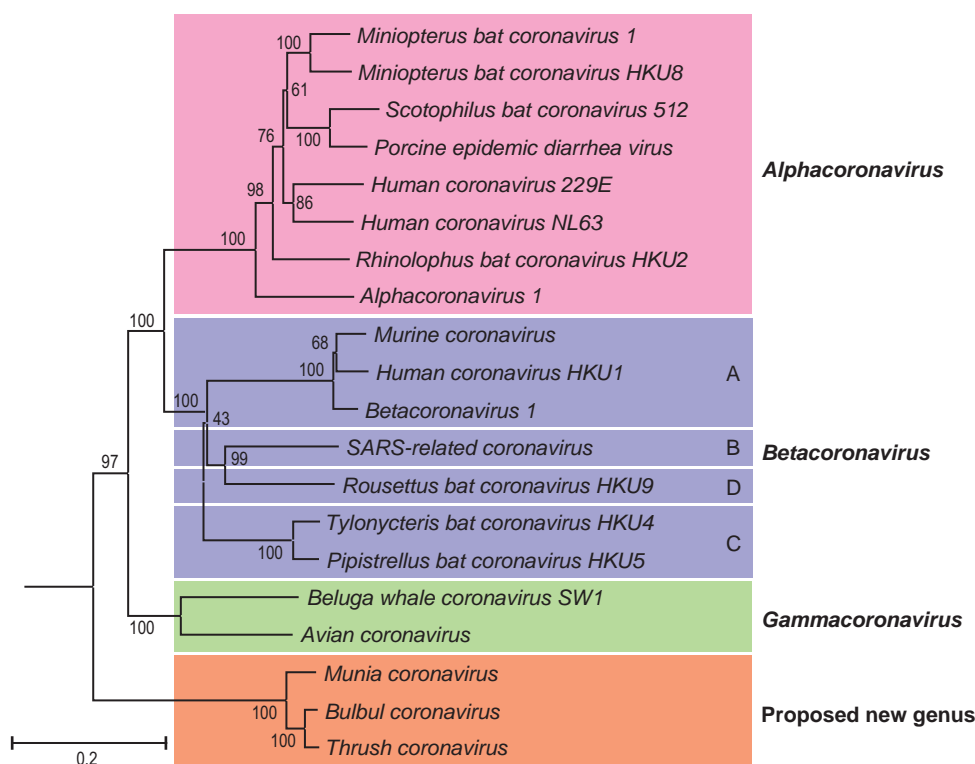 100
Miniopterus bat coronavirus 1
Miniopterus bat coronavirus HKU8
61
Scotophilus bat coronavirus 512
100
Porcine epidemic diarrhea virus
76
Alphacoronavirus
Human coronavirus 229E
98
86
Human coronavirus NL63
100
Rhinolophus bat coronavirus HKU2
Alphacoronavirus 1
100
Murine coronavirus
68
Human coronavirus HKU1
A
100
Betacoronavirus 1
100
43
SARS-related coronavirus
B
Betacoronavirus
97
99
Rousettus bat coronavirus HKU9
D
Tylonycteris bat coronavirus HKU4
C
100
Pipistrellus bat coronavirus HKU5
Beluga whale coronavirus SW1
Gammacoronavirus
100
Avian coronavirus
Munia coronavirus
100
Bulbul coronavirus
Proposed new genus
100
Thrush coronavirus
0.2